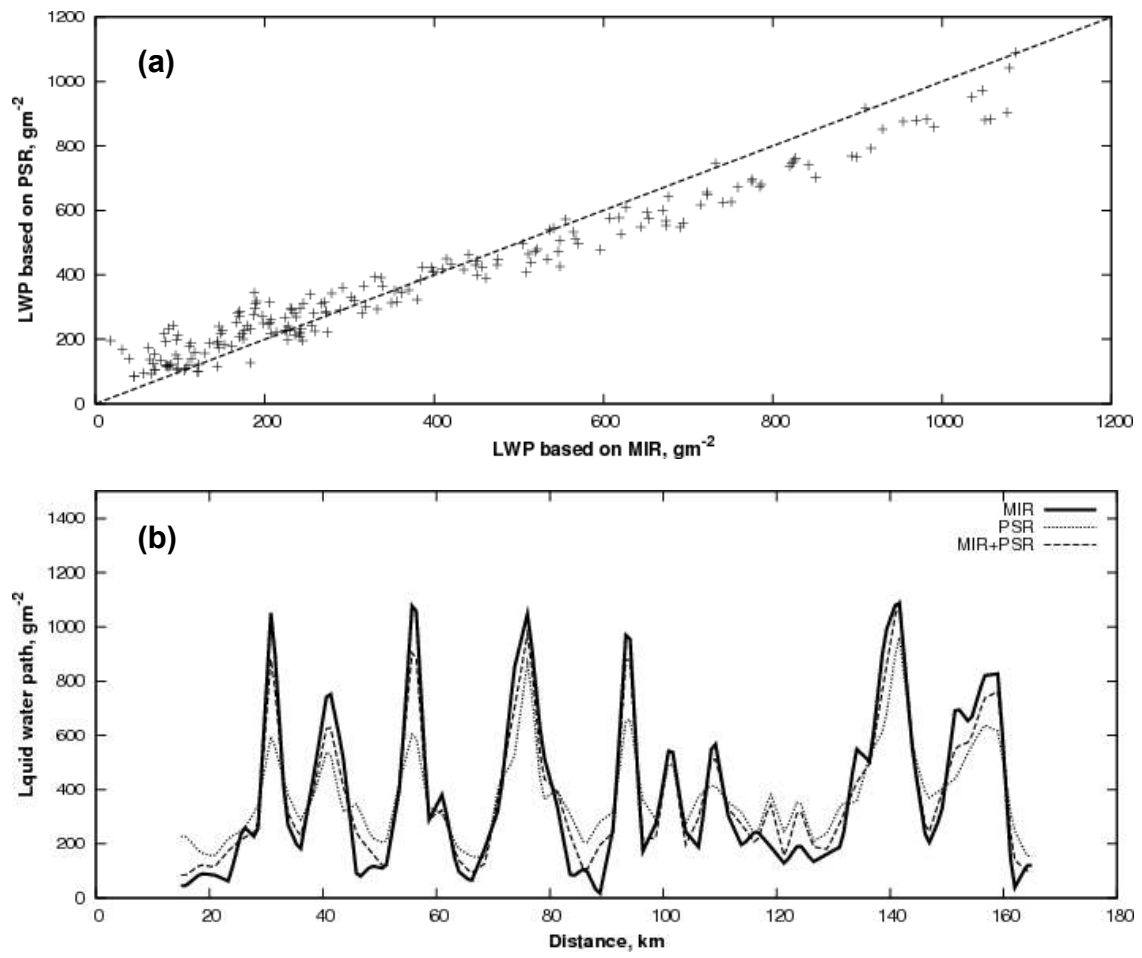 (a)
1200
1000
800
600
400
200
0
LWP based on PSR, gm-2
0 200 400 600 800 1000 1200
LWP based on MIR, gm-2
(b)
MIR
PSR
MIR+PSR
1400
1200
1000
800
600
400
200
0
Lquid water path, gm-2
0 20 40 60 80 100 120 140 160 180
Distance, km